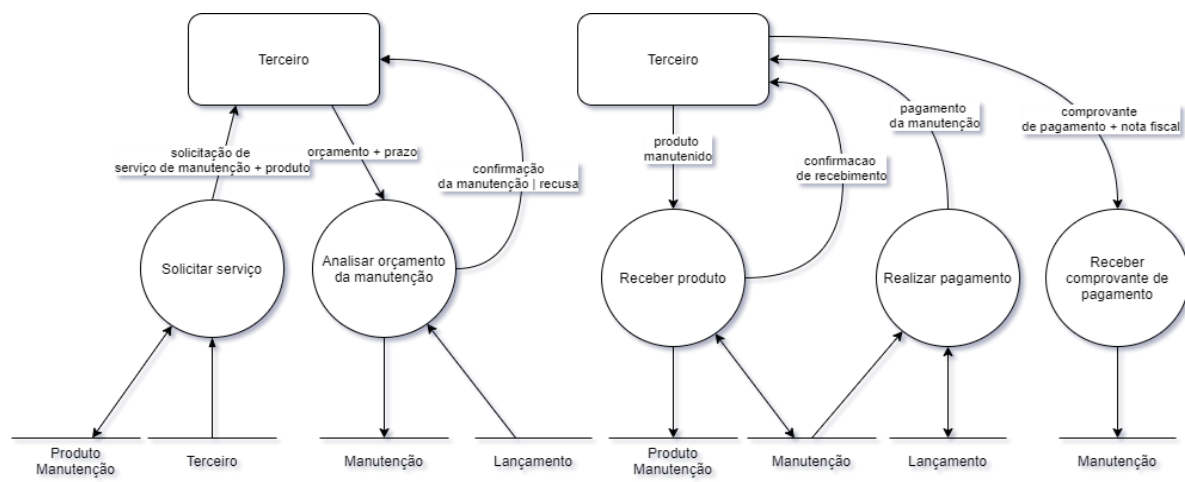 Terceiro
Terceiro
solicitação de
serviço de manutenção + produto
orçamento + prazo
confirmação
da manutenção | recusa
produto
manutenido
confirmacao
de recebimento
pagamento
da manutenção
comprovante
de pagamento + nota fiscal
Solicitar serviço
Analisar orçamento
da manutenção
Receber produto
Realizar pagamento
Receber
comprovante de
pagamento
Produto
Manutenção
Terceiro
Manutenção
Lançamento
Produto
Manutenção
Manutenção
Lançamento
Manutenção